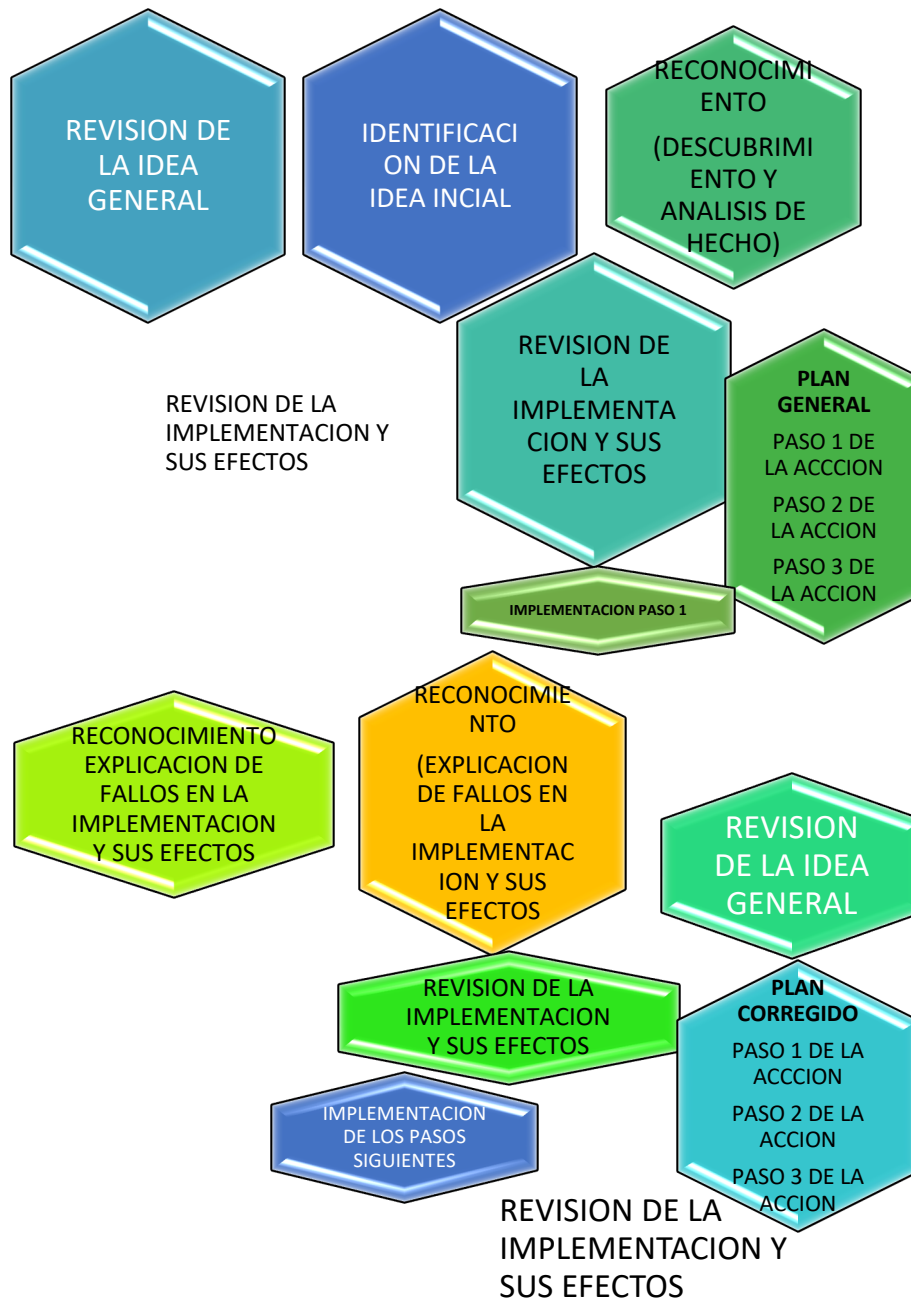 REVISION DE
LA IDEA
GENERAL
IDENTIFICACI
ON DE LA
IDEA INCIAL
RECONOCIMI
ENTO
(DESCUBRIMI
ENTO Y
ANALISIS DE
HECHO)
REVISION DE LA
IMPLEMENTACION Y
SUS EFECTOS
REVISION DE
LA
IMPLEMENTA
CION Y SUS
EFECTOS
PLAN
GENERAL
PASO 1 DE
LA ACCCION
PASO 2 DE
LA ACCION
PASO 3 DE
LA ACCION
IMPLEMENTACION PASO 1
RECONOCIMIENTO
EXPLICACION DE
FALLOS EN LA
IMPLEMENTACION
Y SUS EFECTOS
RECONOCIMIE
NTO
(EXPLICACION
DE FALLOS EN
LA
IMPLEMENTAC
ION Y SUS
EFECTOS
REVISION
DE LA IDEA
GENERAL
REVISION DE LA
IMPLEMENTACION
Y SUS EFECTOS
PLAN
CORREGIDO
PASO 1 DE LA
ACCCION
PASO 2 DE LA
ACCION
PASO 3 DE LA
ACCION
IMPLEMENTACION
DE LOS PASOS
SIGUIENTES
REVISION DE LA
IMPLEMENTACION Y
SUS EFECTOS